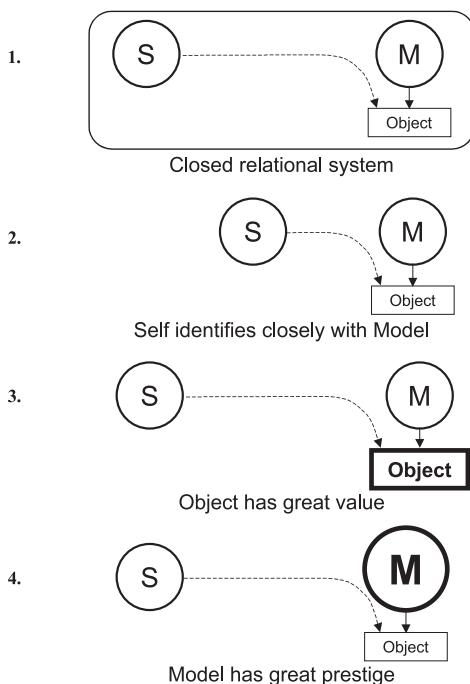 1.
S
M
Object
Closed relational system
2.
S
M
Object
Self identifies closely with Model
3.
S
M
Object
Object has great value
4.
S
M
Object
Model has great prestige